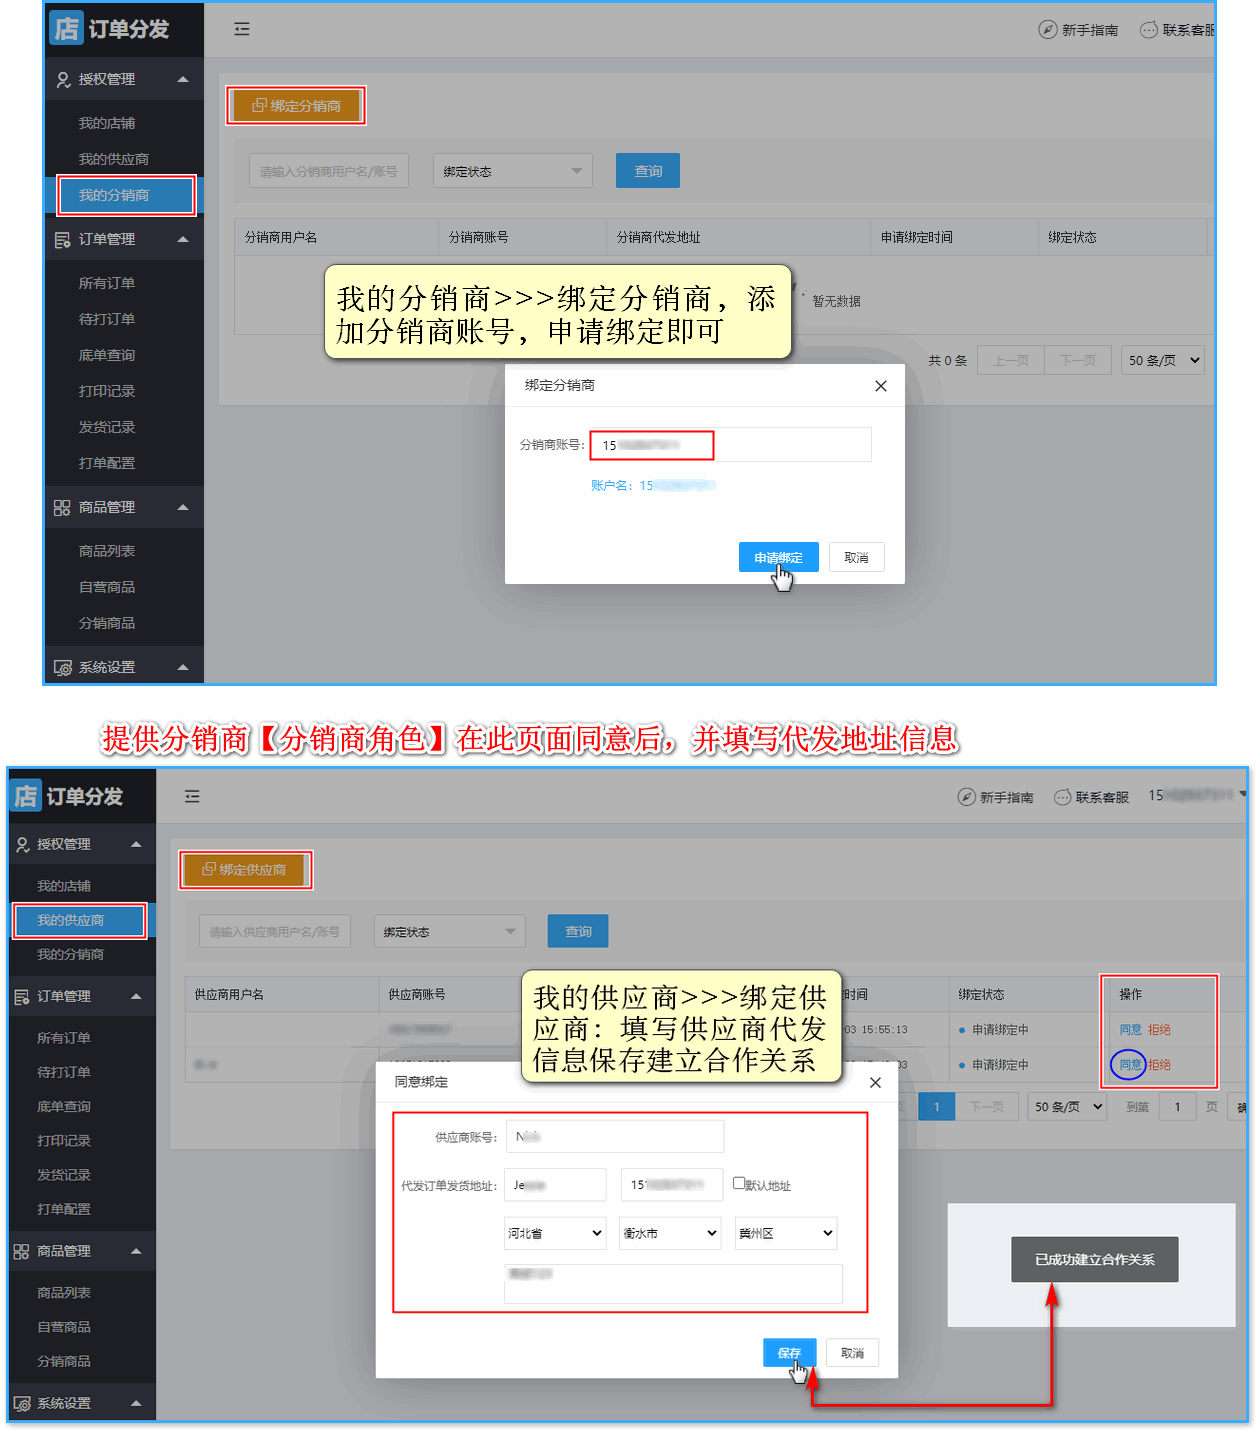 店 订单分发
新手指南 联系客服
授权管理
我的店铺
我的供应商
我的分销商
订单管理
所有订单
待打订单
底单查询
打印记录
发货记录
打单配置
商品管理
商品列表
自营商品
分销商品
系统设置
绑定分销商
请输入分销商用户名/账号 绑定状态 查询
分销商用户名 分销商账号 分销商代发地址 申请绑定时间 绑定状态
我的分销商>>>绑定分销商，添
加分销商账号，申请绑定即可
暂无数据
共 0 条 上一页 下一页 50 条/页
绑定分销商
分销商账号: 15
账户名：15
申请绑定 取消
提供分销商【分销商角色】在此页面同意后，并填写代发地址信息
店 订单分发
新手指南 联系客服 15
授权管理
我的店铺
我的供应商
我的分销商
订单管理
所有订单
待打订单
底单查询
打印记录
发货记录
打单配置
商品管理
商品列表
自营商品
分销商品
系统设置
绑定供应商
请输入供应商用户名/账号 绑定状态 查询
供应商用户名 供应商账号 时间 绑定状态 操作
我的供应商>>>绑定供
应商：填写供应商代发
信息保存建立合作关系
-03 15:55:13 申请绑定中 同意 拒绝
申请绑定中 同意 拒绝
1 下一页 50 条/页 到第 1 页
同意绑定
供应商账号: N
代发订单发货地址: Je 15 默认地址
河北省 衡水市 冀州区
保存 取消
已成功建立合作关系